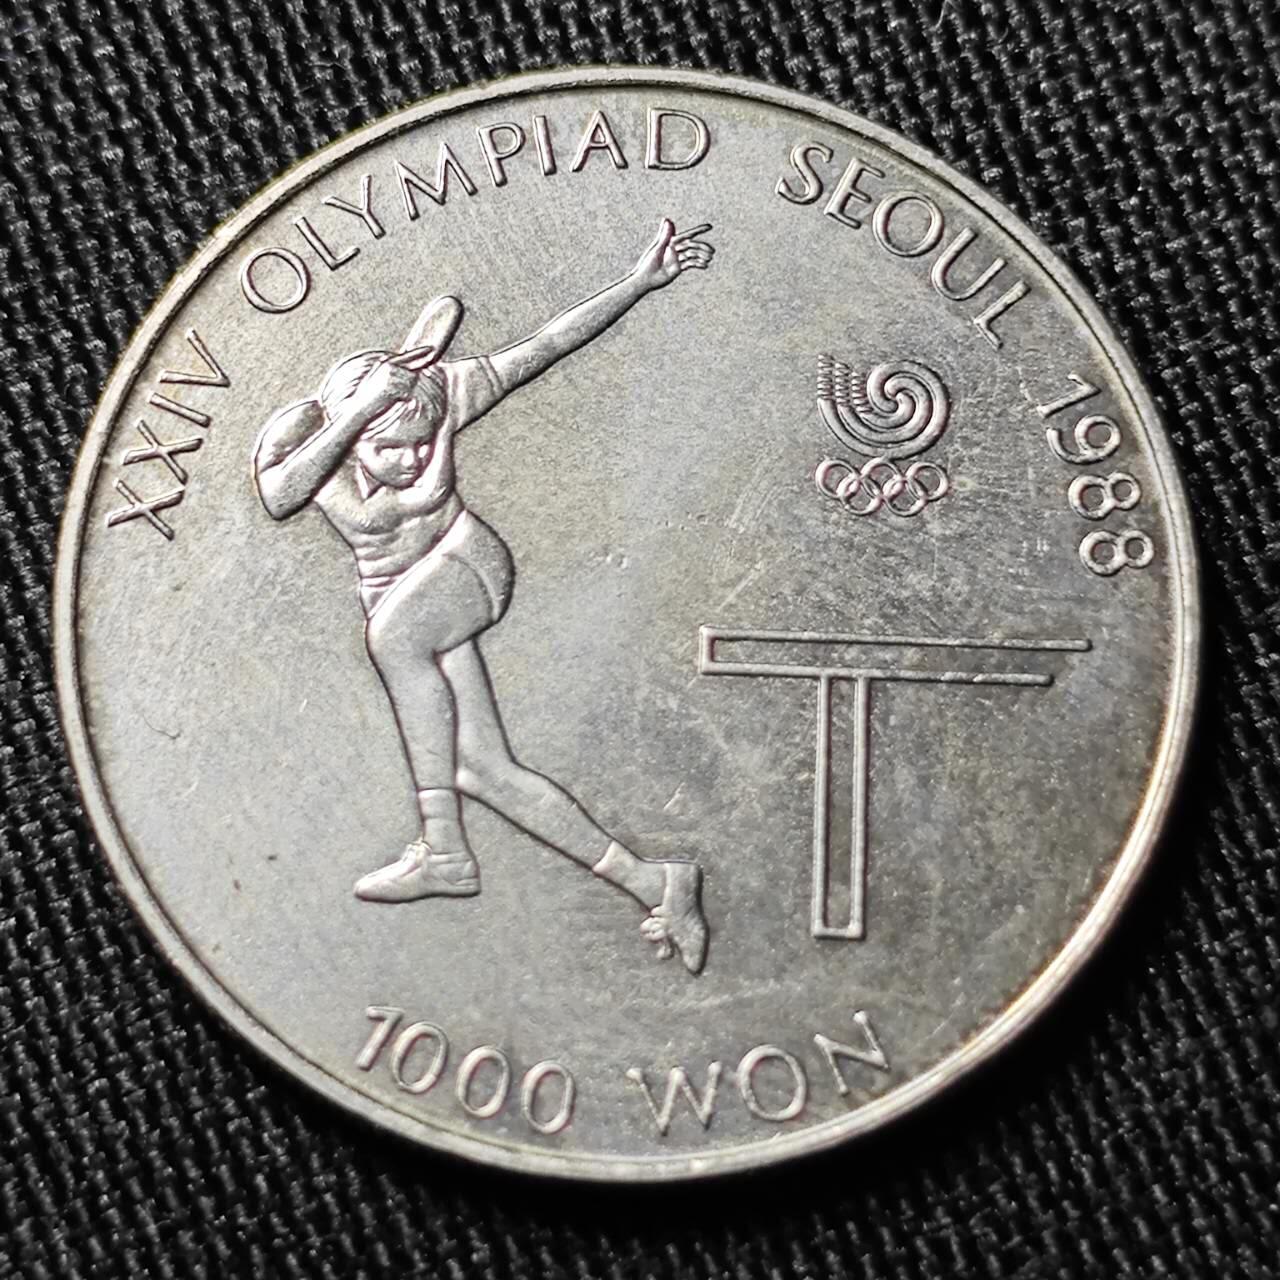 XXIV OLYMPIAD SEOUL 1988
1000 WON